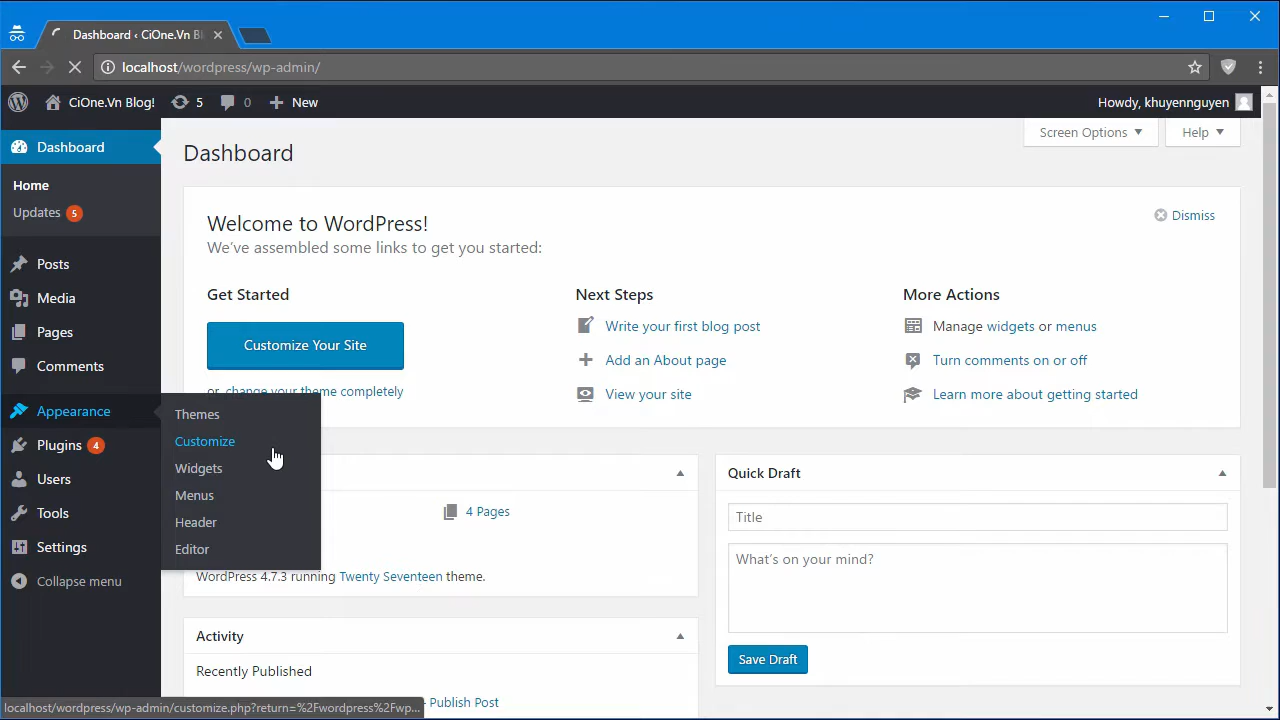 Dashboard ‹ CiOne.Vn Bl
localhost/wordpress/wp-admin/
CiOne.Vn Blog!
5
0
New
Howdy, khuyennguyen
Dashboard
Home
Updates 5
Posts
Media
Pages
Comments
Appearance
Plugins 4
Users
Tools
Settings
Collapse menu
Themes
Customize
Widgets
Menus
Header
Editor
Screen Options
Help
Dashboard
Welcome to WordPress!
Dismiss
We've assembled some links to get you started:
Get Started
Customize Your Site
or, change your theme completely
Next Steps
Write your first blog post
Add an About page
View your site
More Actions
Manage widgets or menus
Turn comments on or off
Learn more about getting started
4 Pages
WordPress 4.7.3 running Twenty Seventeen theme.
Activity
Recently Published
Publish Post
Quick Draft
Title
What's on your mind?
Save Draft
localhost/wordpress/wp-admin/customize.php?return=%2Fwordpress%2Fwp...